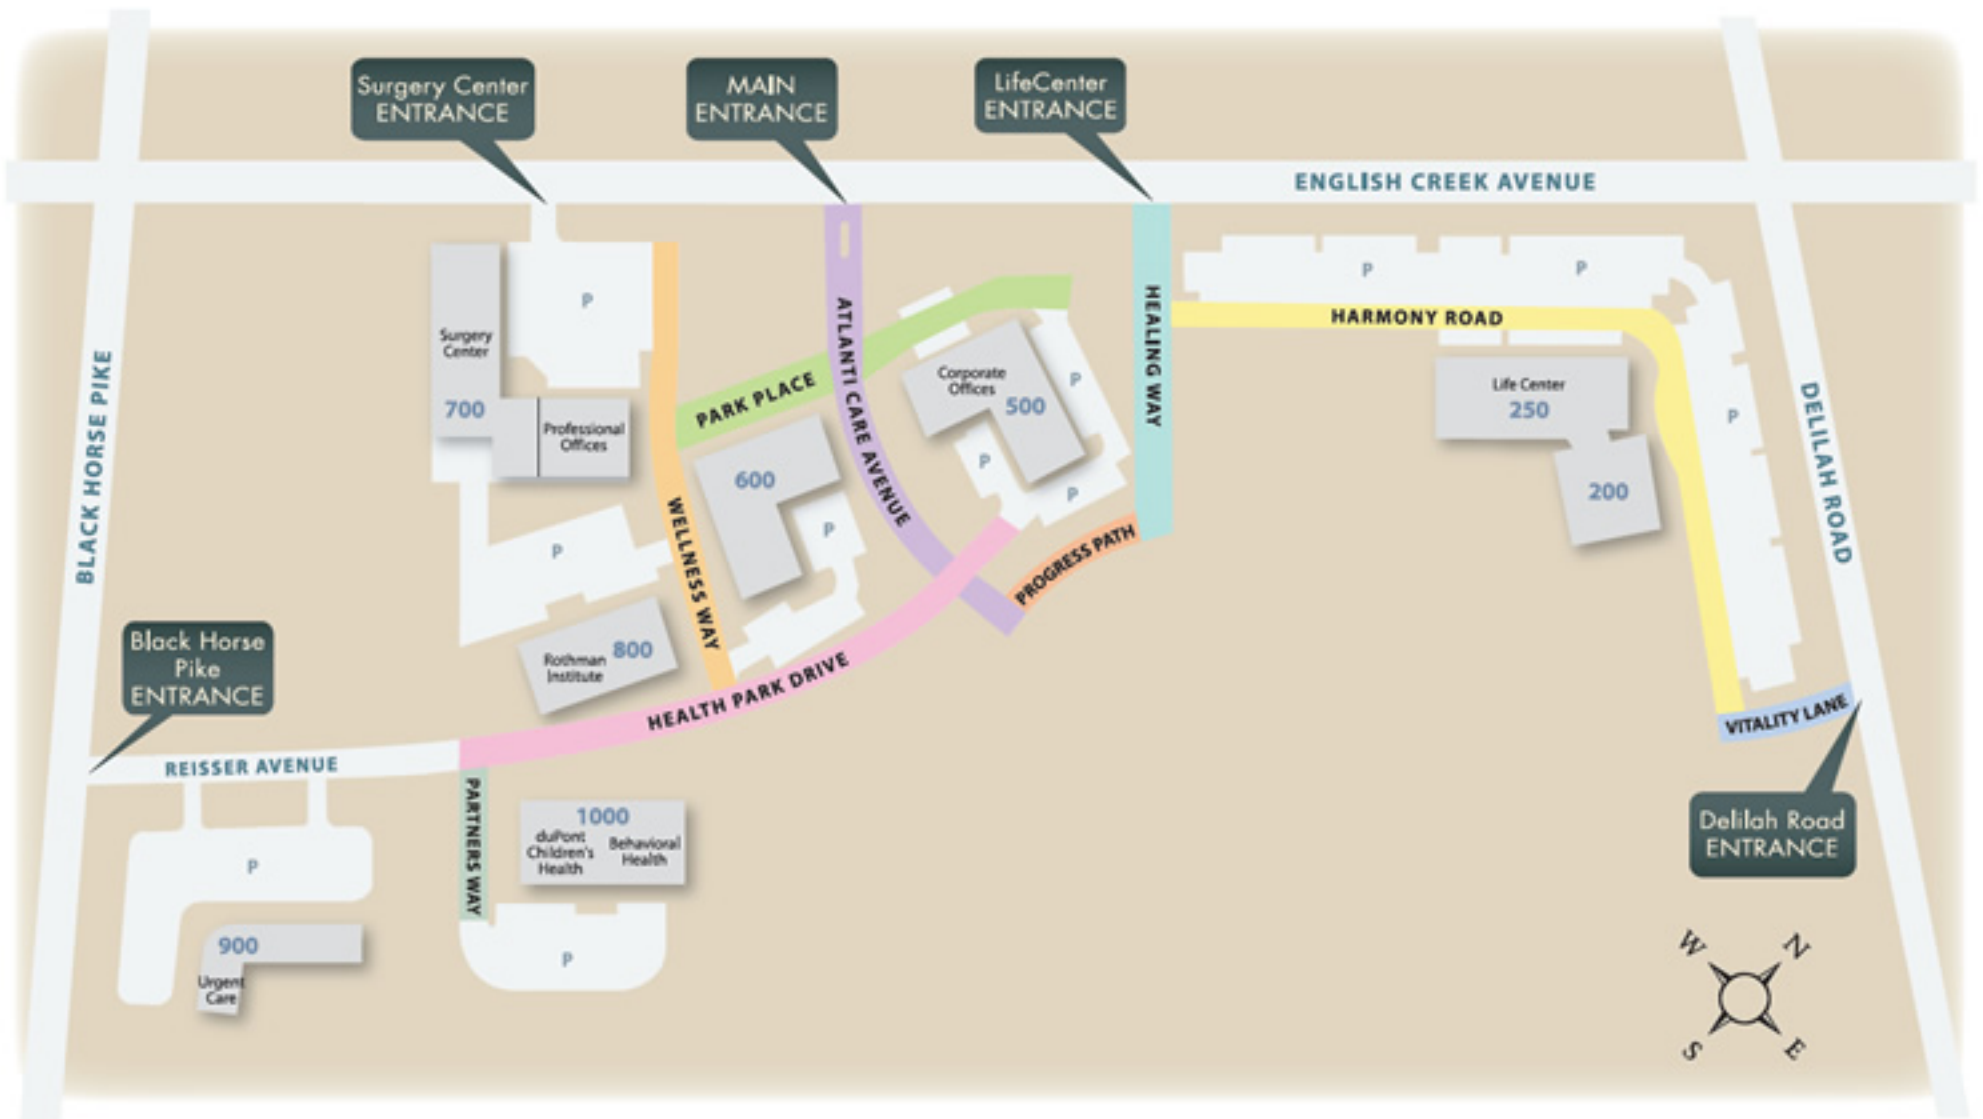 Surgery Center
ENTRANCE
MAIN
ENTRANCE
LifeCenter
ENTRANCE
ENGLISH CREEK AVENUE
P
P
P
HARMONY ROAD
HEALING WAY
ATLANTI CARE AVENUE
Surgery
Center
700
Professional
Offices
PARK PLACE
Corporate
Offices
500
P
P
P
Life Center
250
200
P
DELILAH ROAD
BLACK HORSE PIKE
600
P
WELLNESS WAY
P
PROGRESS PATH
Rothman
Institute
800
HEALTH PARK DRIVE
Black Horse
Pike
ENTRANCE
REISSER AVENUE
VITALITY LANE
PARTNERS WAY
1000
duPont
Children's
Health
Behavioral
Health
Delilah Road
ENTRANCE
P
900
Urgent
Care
P
W
N
S
E